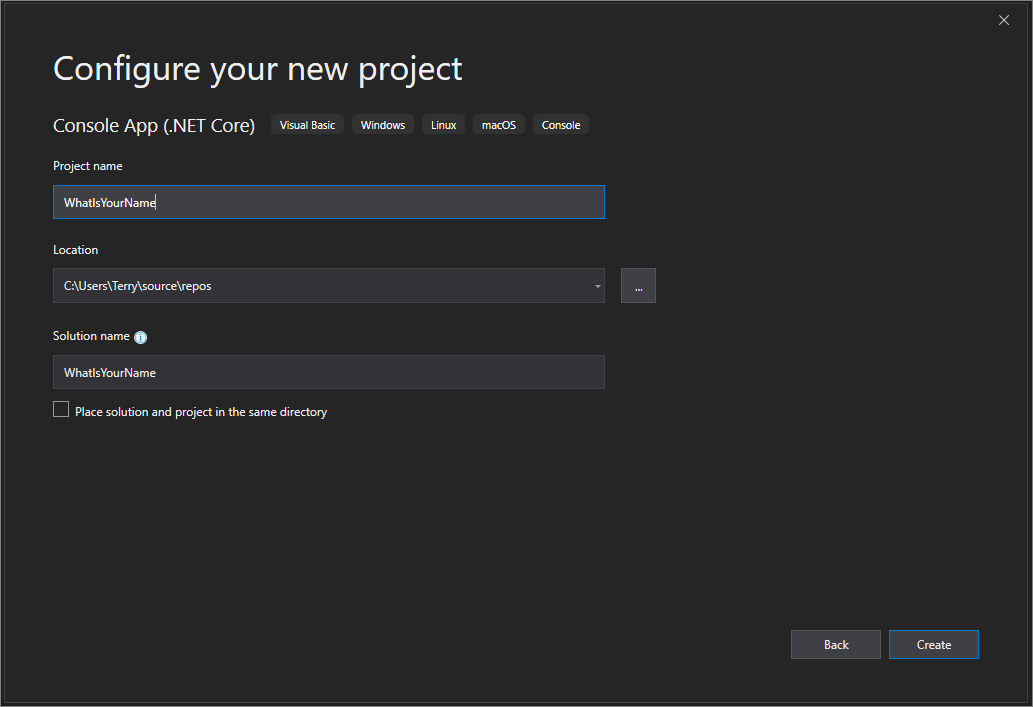 Configure your new project
Console App (.NET Core) Visual Basic Windows Linux macOS Console
Project name
WhatIsYourName
Location
C:\Users\Terry\source\repos
...
Solution name
WhatIsYourName
Place solution and project in the same directory
Back Create